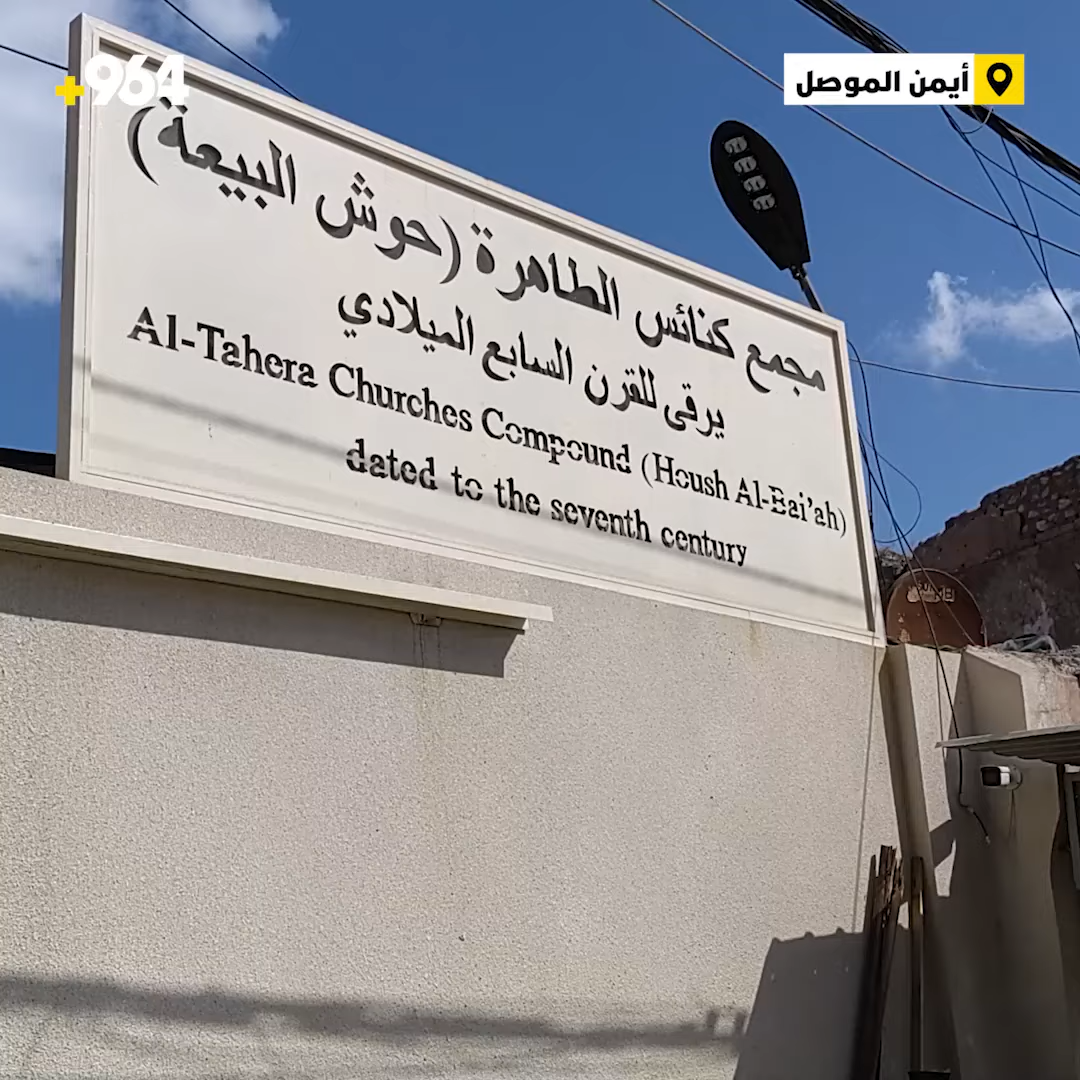 +964
أيمن الموصل
مجمع كنائس الطاهرة (حوش البيعة)
يرقى للقرن السابع الميلادي
Al-Tahera Churches Compound (Housh Al-Bai'ah)
dated to the seventh century